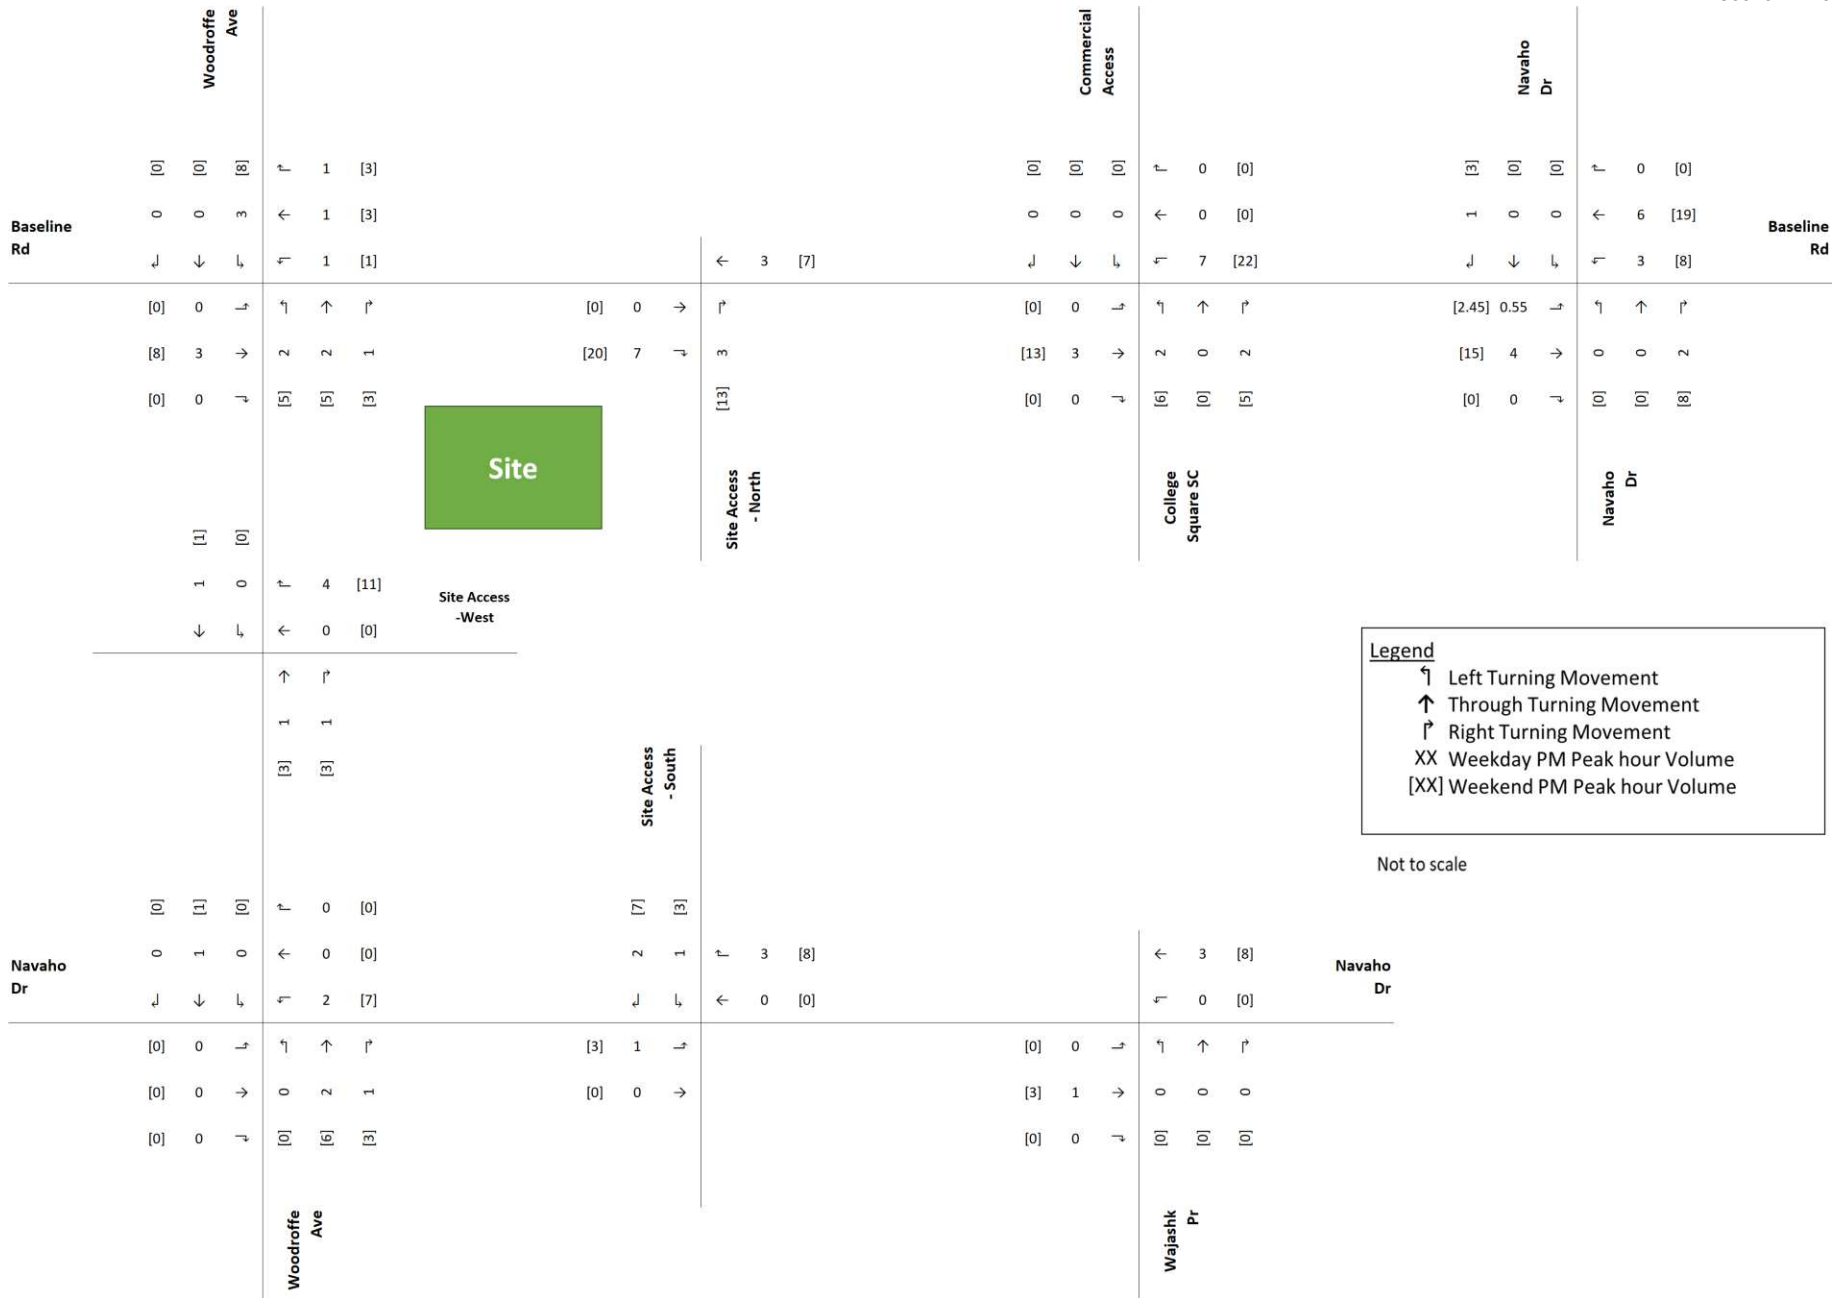 Woodroffe
Ave
Commercial
Access
Navaho
Dr
[0] [0] [8] 1 [3]
[0] [0] [0] 0 [0]
[3] [0] [0] 0 [0]
0 0 3 ← 1 [3]
0 0 0 ← 0 [0]
1 0 0 ← 6 [19]
Baseline
Rd
Baseline
Rd
↓ 1 [1]
← 3 [7]
↓ 7 [22]
↓ 3 [8]
[0] 0 ↑
[0] 0 →
[0] 0 ↑
[2.45] 0.55 ↑
[8] 3 → 2 2 1
[20] 7 3
[13] 3 → 2 0 2
[15] 4 → 0 0 2
[0] 0 [5] [5] [3]
[13]
[0] 0 [6] [0] [5]
[0] 0 [0] [0] [8]
Site
Site Access
- North
College
Square SC
Navaho
Dr
[1] [0]
1 0 4 [11]
↓ ← 0 [0]
Site Access
-West
↑
1 1
[3] [3]
Legend
↰ Left Turning Movement
↑ Through Turning Movement
↱ Right Turning Movement
XX Weekday PM Peak hour Volume
[XX] Weekend PM Peak hour Volume
Not to scale
Site Access
- South
[0] [1] [0] 0 [0]
[7] [3]
0 1 0 ← 0 [0]
2 1 3 [8]
← 3 [8]
Navaho
Dr
Navaho
Dr
↓ 2 [7]
← 0 [0]
0 [0]
[0] 0 ↑
[3] 1
[0] 0 ↑
[0] 0 → 0 2 1
[0] 0 →
[3] 1 → 0 0 0
[0] 0 [0] [6] [3]
[0] 0 [0] [0] [0]
Woodroffe
Ave
Wajashk
Pr